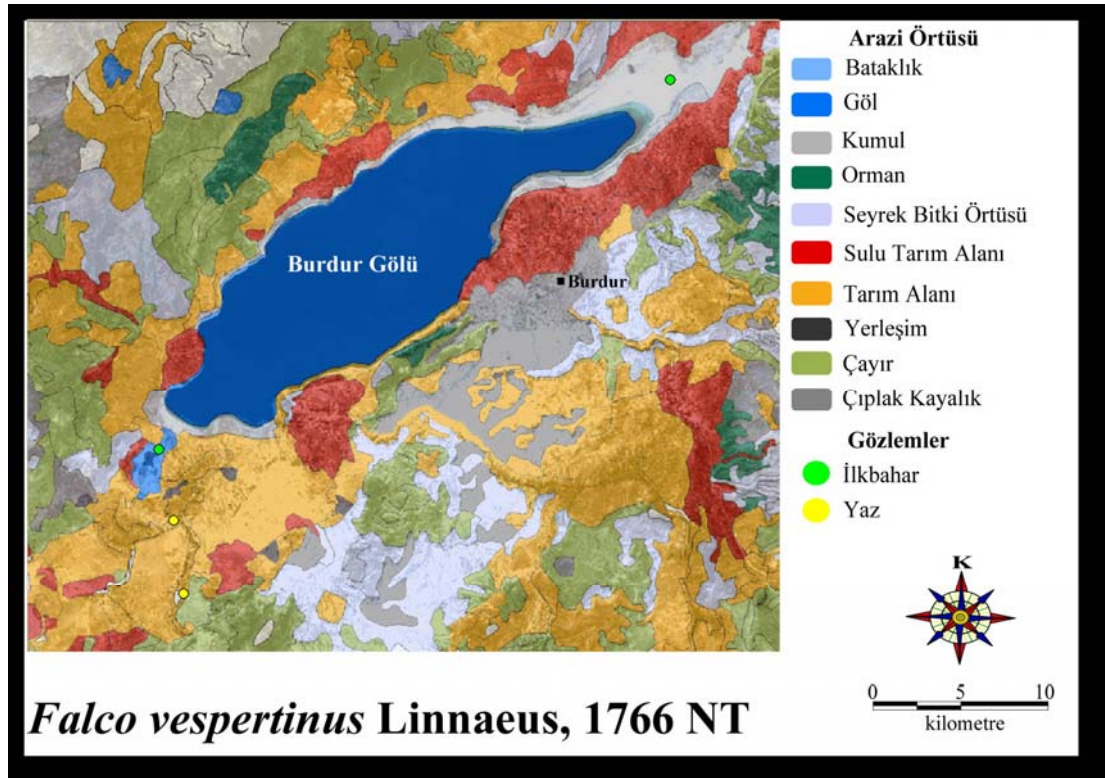 Arazi Örtüsü
Bataklık
Göl
Kumul
Orman
Seyrek Bitki Örtüsü
Sulu Tarım Alanı
Tarım Alanı
Yerleşim
Çayır
Çıplak Kayalık
Gözlemler
İlkbahar
Yaz
Burdur Gölü
Burdur
K
0 5 10
kilometre
Falco vespertinus Linnaeus, 1766 NT